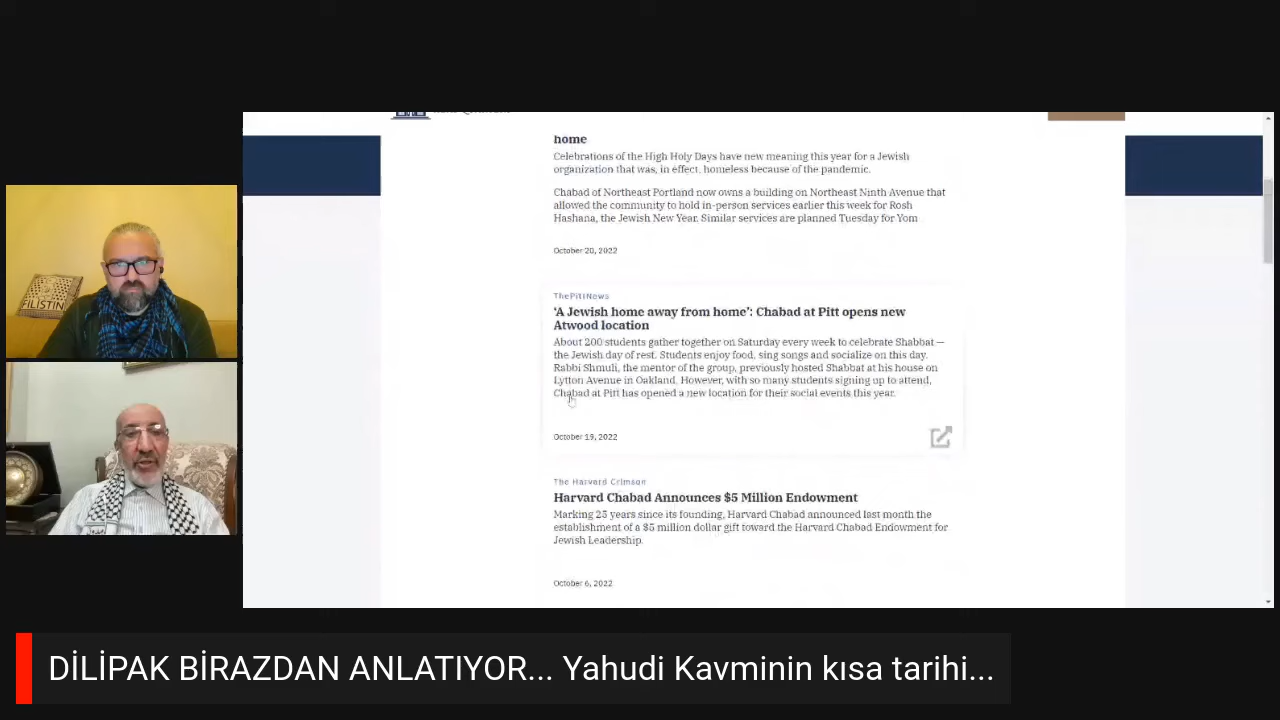 home
Celebrations of the High Holy Days have new meaning this year for a Jewish
organization that was, in effect, homeless because of the pandemic.
Chabad of Northeast Portland now owns a building on Northeast Ninth Avenue that
allowed the community to hold in-person services earlier this week for Rosh
Hashana, the Jewish New Year. Similar services are planned Tuesday for Yom
October 20, 2022
ThePittNews
‘A Jewish home away from home’: Chabad at Pitt opens new
Atwood location
About 200 students gather together on Saturday every week to celebrate Shabbat —
the Jewish day of rest. Students enjoy food, sing songs and socialize on this day.
Rabbi Shmuli, the mentor of the group, previously hosted Shabbat at his house on
Lytton Avenue in Oakland. However, with so many students signing up to attend,
Chabad at Pitt has opened a new location for their social events this year.
October 19, 2022
The Harvard Crimson
Harvard Chabad Announces $5 Million Endowment
Marking 25 years since its founding, Harvard Chabad announced last month the
establishment of a $5 million dollar gift toward the Harvard Chabad Endowment for
Jewish Leadership.
October 6, 2022
FİLİSTİN
DİLİPAK BİRAZDAN ANLATIYOR... Yahudi Kavminin kısa tarihi...